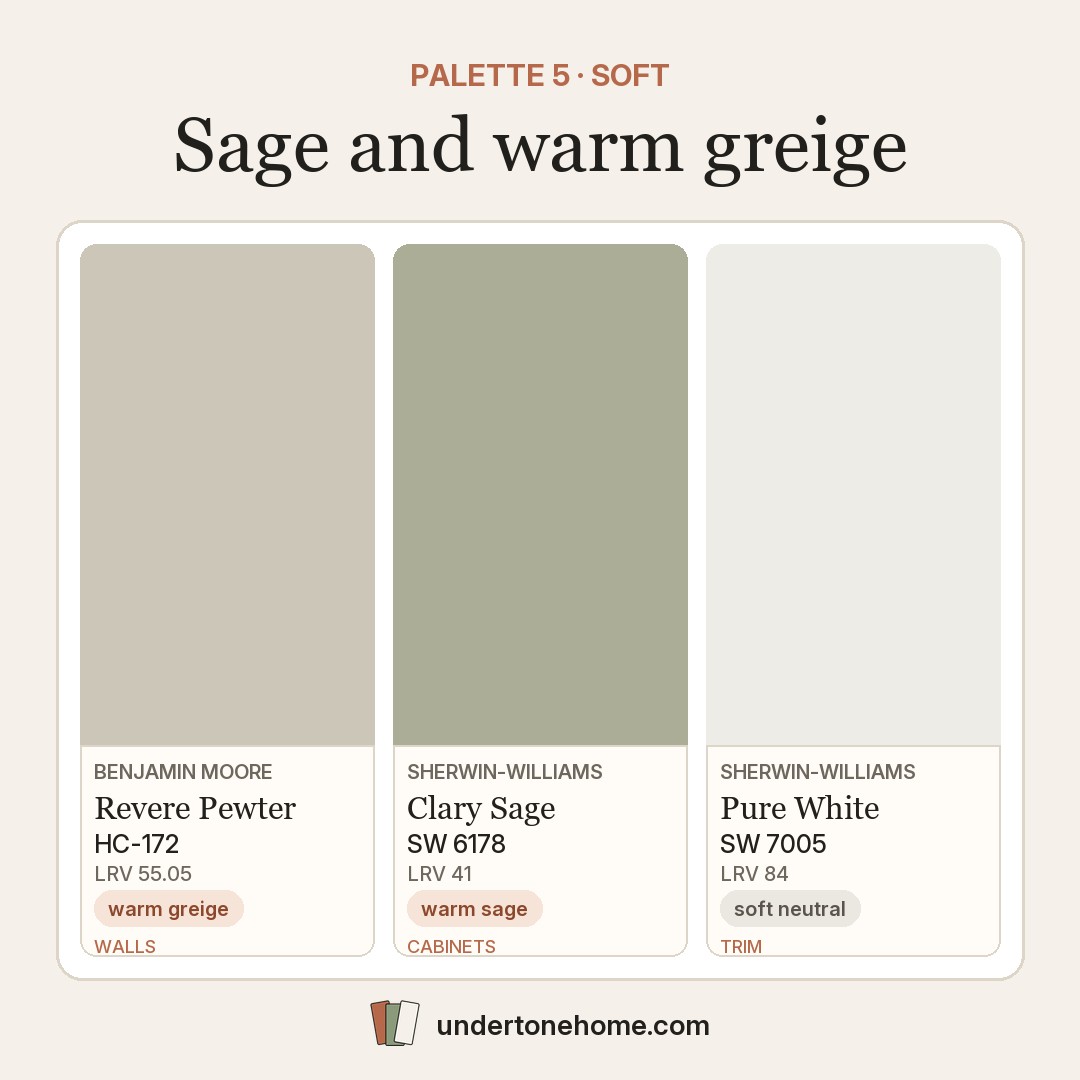 PALETTE 5 · SOFT
Sage and warm greige
BENJAMIN MOORE
Revere Pewter
HC-172
LRV 55.05
warm greige
WALLS
SHERWIN-WILLIAMS
Clary Sage
SW 6178
LRV 41
warm sage
CABINETS
SHERWIN-WILLIAMS
Pure White
SW 7005
LRV 84
soft neutral
TRIM
undertonehome.com